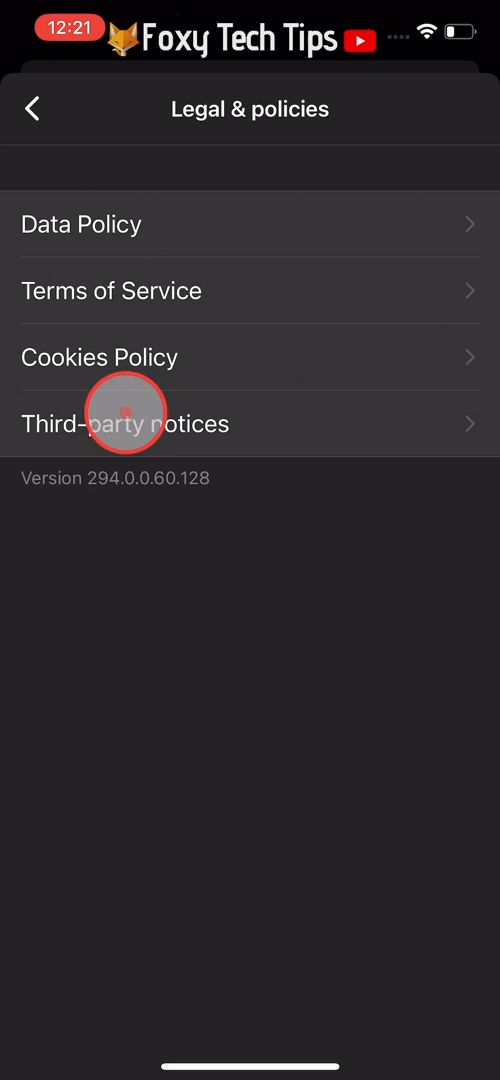 12:21
Foxy Tech Tips
Legal & policies
Data Policy
Terms of Service
Cookies Policy
Third-party notices
Version 294.0.0.60.128